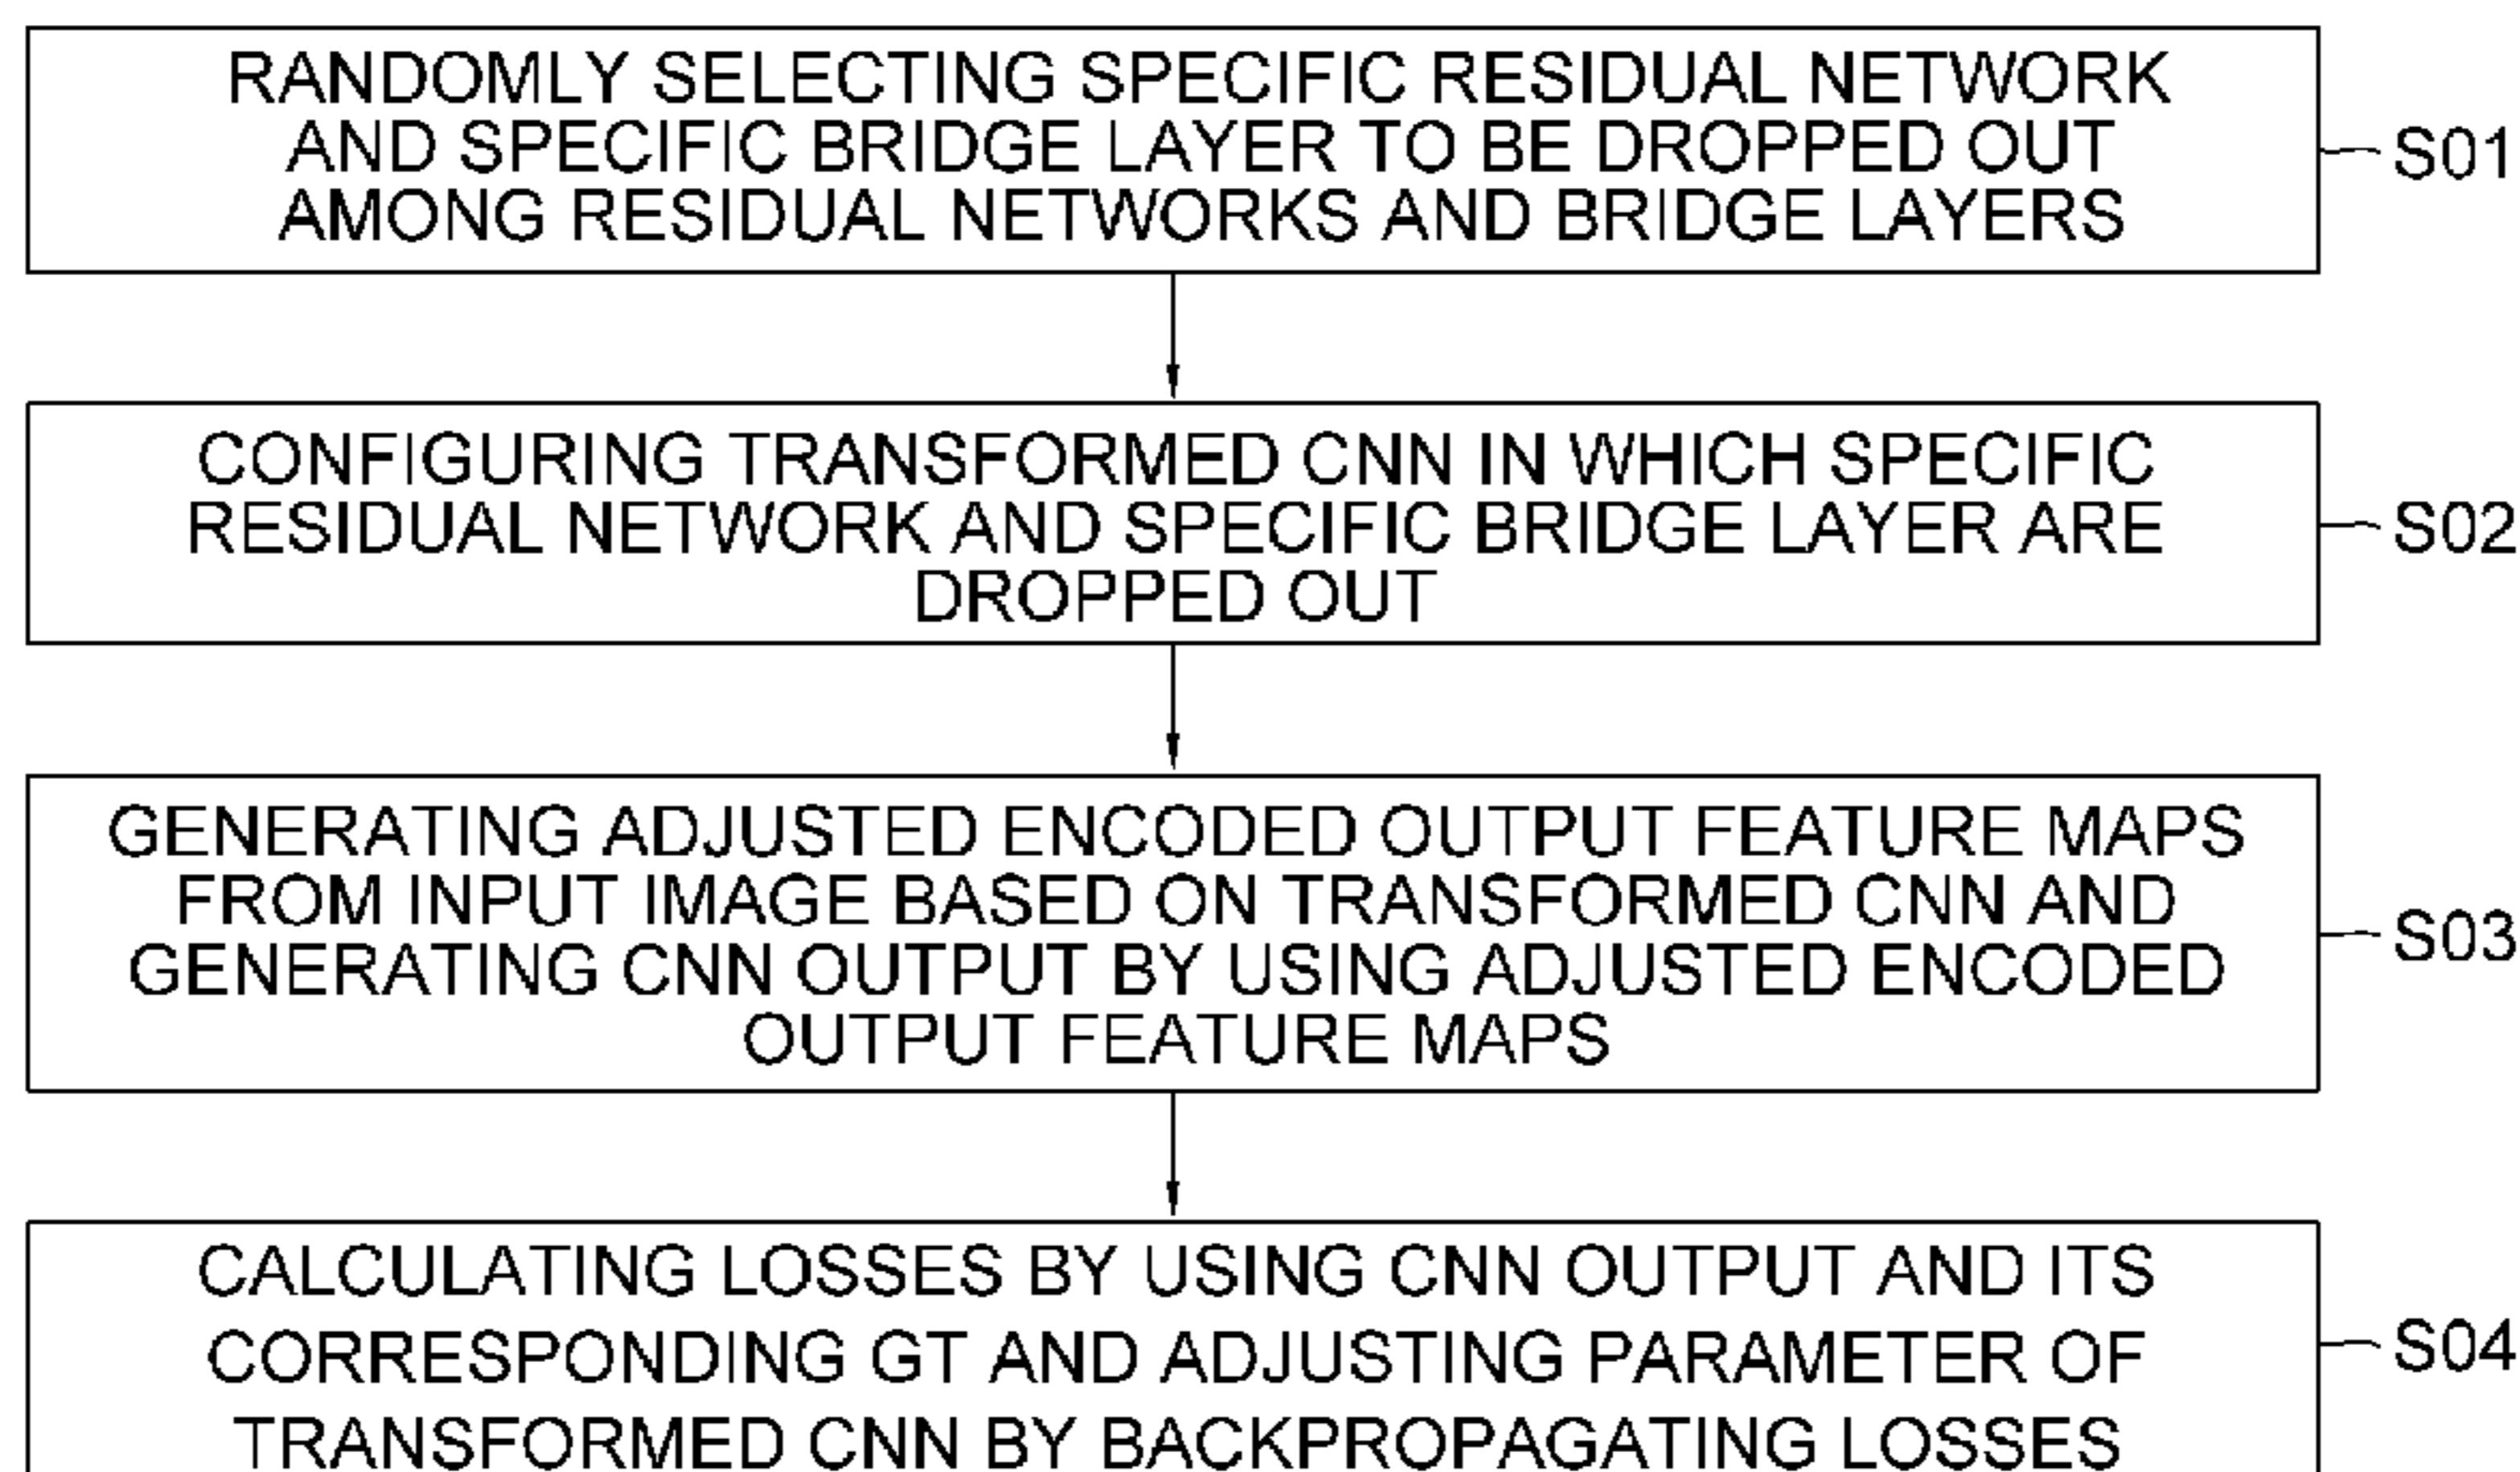 RANDOMLY SELECTING SPECIFIC RESIDUAL NETWORK
AND SPECIFIC BRIDGE LAYER TO BE DROPPED OUT
AMONG RESIDUAL NETWORKS AND BRIDGE LAYERS
S01
CONFIGURING TRANSFORMED CNN IN WHICH SPECIFIC
RESIDUAL NETWORK AND SPECIFIC BRIDGE LAYER ARE
DROPPED OUT
S02
GENERATING ADJUSTED ENCODED OUTPUT FEATURE MAPS
FROM INPUT IMAGE BASED ON TRANSFORMED CNN AND
GENERATING CNN OUTPUT BY USING ADJUSTED ENCODED
OUTPUT FEATURE MAPS
S03
CALCULATING LOSSES BY USING CNN OUTPUT AND ITS
CORRESPONDING GT AND ADJUSTING PARAMETER OF
TRANSFORMED CNN BY BACKPROPAGATING LOSSES
S04